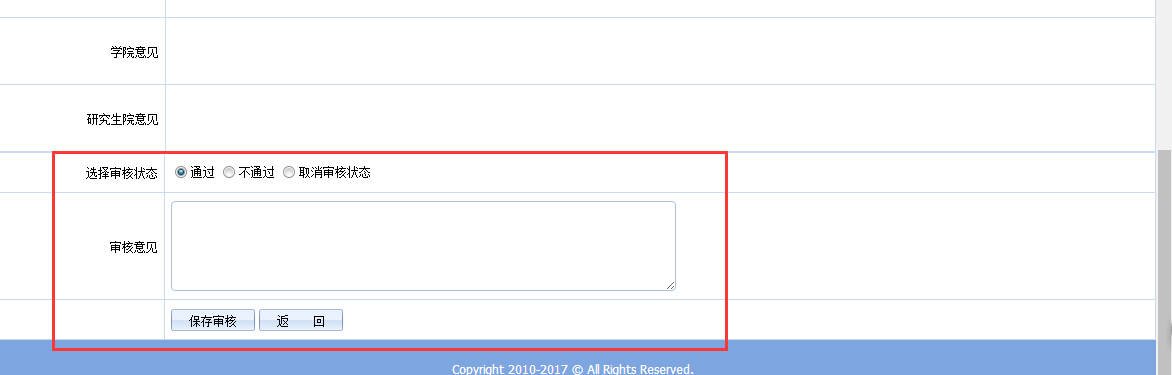 学院意见
研究生院意见
选择审核状态 通过 不通过 取消审核状态
审核意见
保存审核 返 回
Copyright 2010-2017 © All Rights Reserved.